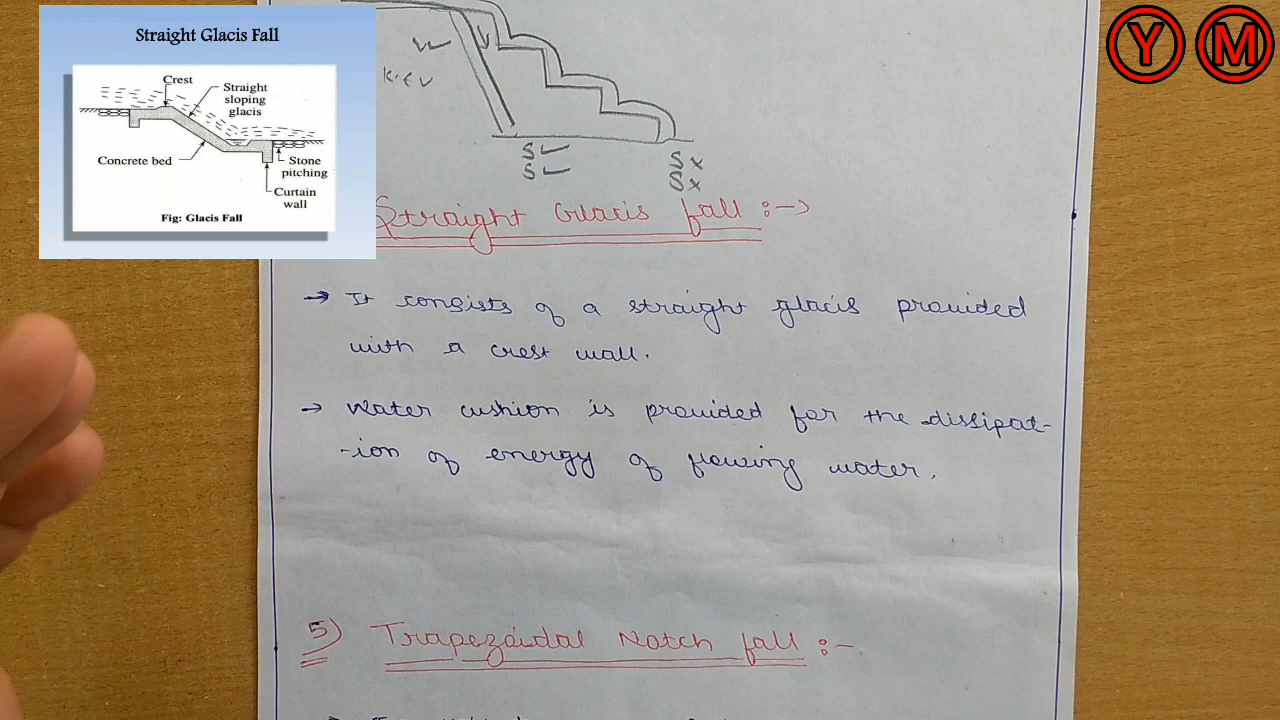 Straight Glacis Fall
Crest
Straight
sloping
glacis
Concrete bed
Stone
pitching
Curtain
wall
Fig: Glacis Fall
Y M
K.E
S
S
S x
S x
Straight Glacis fall :->
→ It consists of a straight glacis provided
with a crest wall.
→ Water cushion is provided for the dissipat-
-ion of energy of flowing water.
5) Trapezoidal Notch fall :-